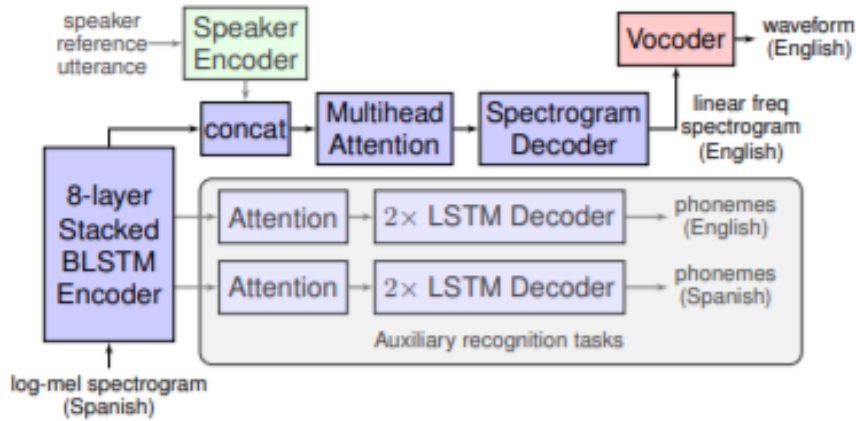 speaker
reference
utterance
Speaker
Encoder
Vocoder
waveform
(English)
concat
Multihead
Attention
Spectrogram
Decoder
linear freq
spectrogram
(English)
8-layer
Stacked
BLSTM
Encoder
Attention
2× LSTM Decoder
phonemes
(English)
Attention
2× LSTM Decoder
phonemes
(Spanish)
Auxiliary recognition tasks
log-mel spectrogram
(Spanish)